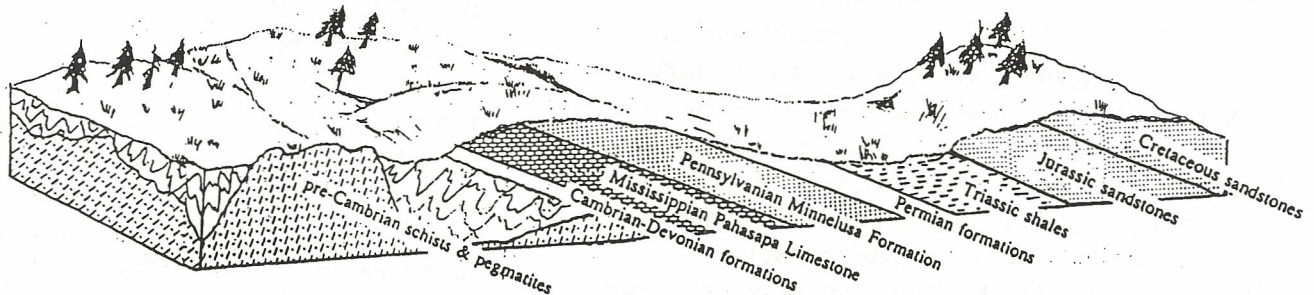 pre-Cambrian schists & pegmatites
Cambrian-Devonian formations
Mississippian Pahasapa Limestone
Pennsylvanian Minnelusa Formation
Permian formations
Triassic shales
Jurassic sandstones
Cretaceous sandstones